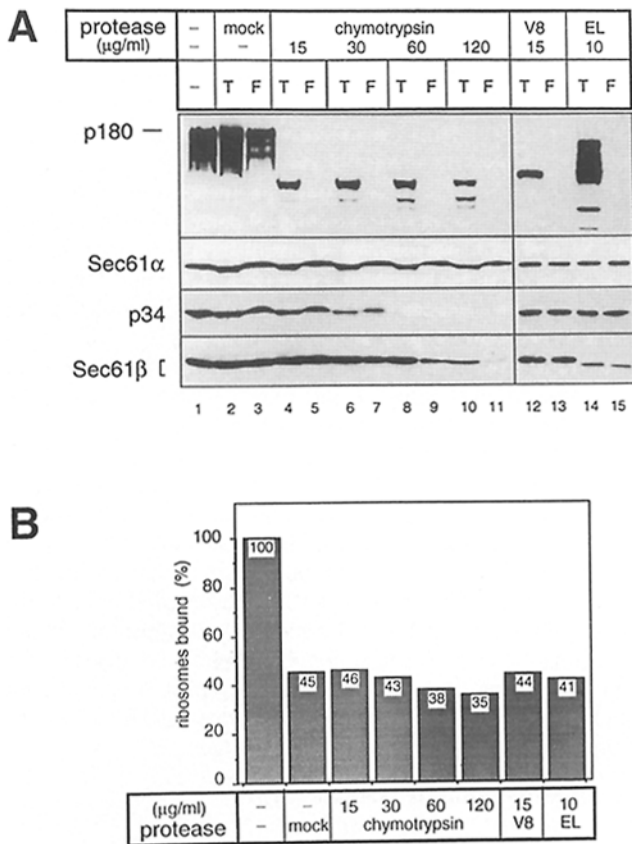 A
protease – mock chymotrypsin V8 EL
(μg/ml) – – 15 30 60 120 15 10
– T F T F T F T F T F T F T F
p180
Sec61α
p34
Sec61β [
1 2 3 4 5 6 7 8 9 10 11 12 13 14 15
B
ribosomes bound (%)
100
80
60
40
20
0
100 45 46 43 38 35 44 41
(μg/ml) – – 15 30 60 120 15 10
protease – mock chymotrypsin V8 EL